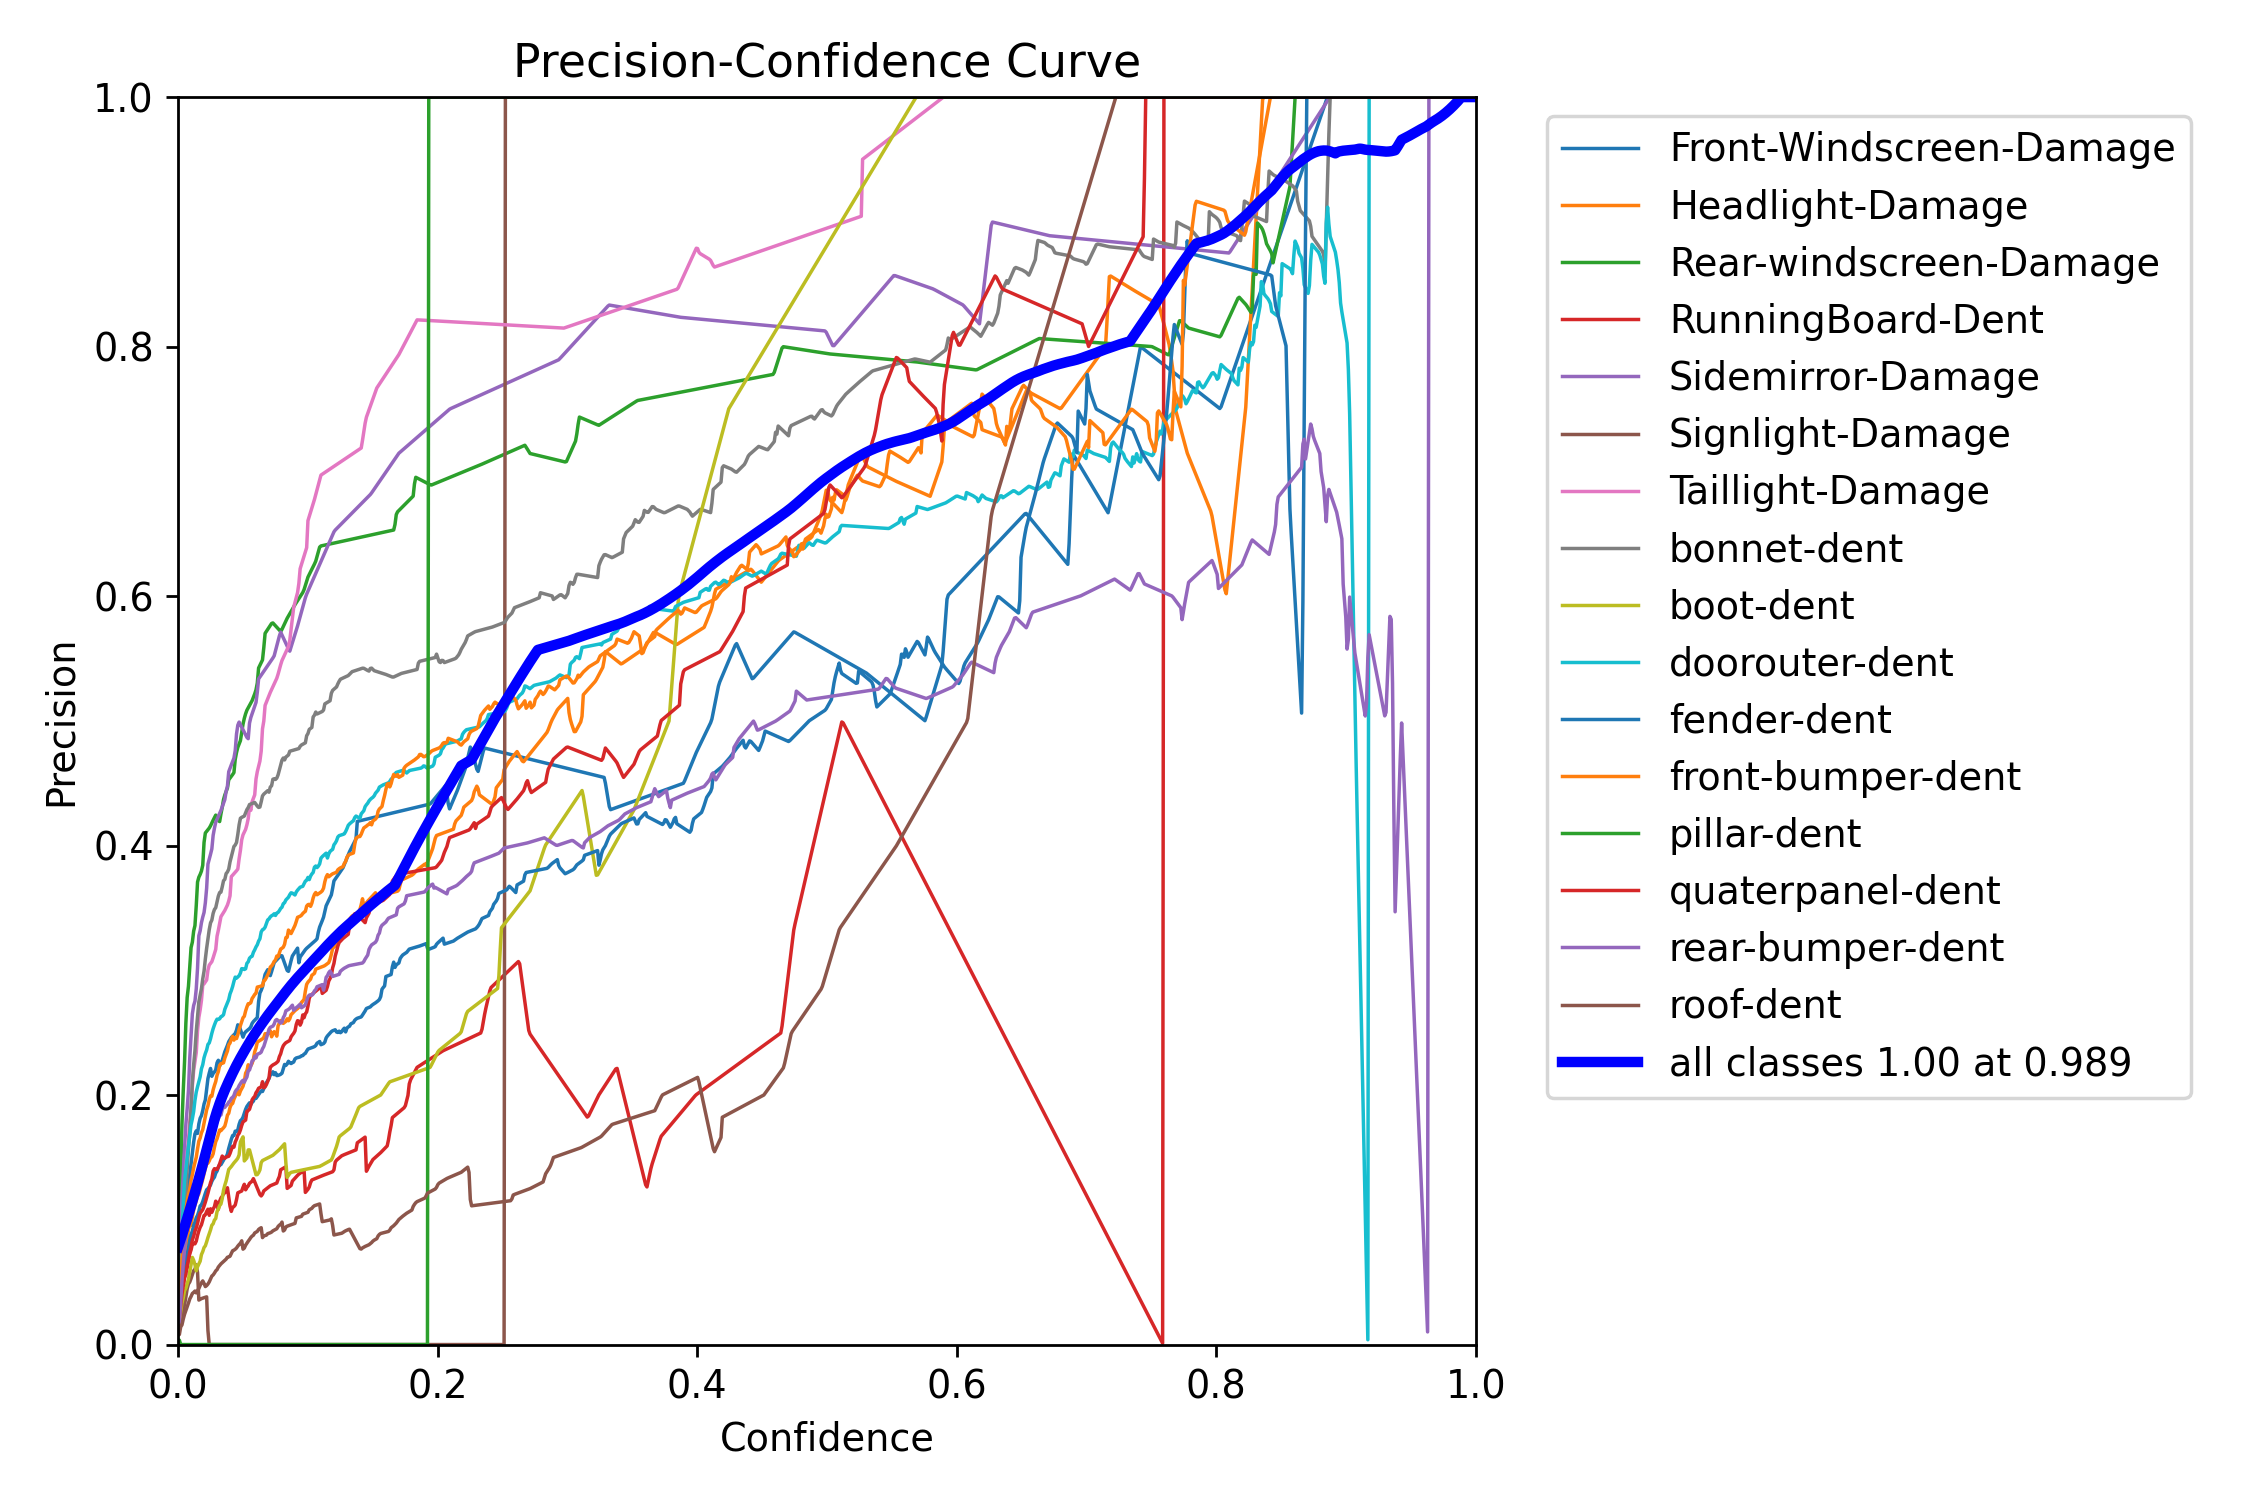 Precision-Confidence Curve
1.0
0.8
0.6
0.4
0.2
0.0
Precision
0.0 0.2 0.4 0.6 0.8 1.0
Confidence
Front-Windscreen-Damage
Headlight-Damage
Rear-windscreen-Damage
RunningBoard-Dent
Sidemirror-Damage
Signlight-Damage
Taillight-Damage
bonnet-dent
boot-dent
doorouter-dent
fender-dent
front-bumper-dent
pillar-dent
quaterpanel-dent
rear-bumper-dent
roof-dent
all classes 1.00 at 0.989